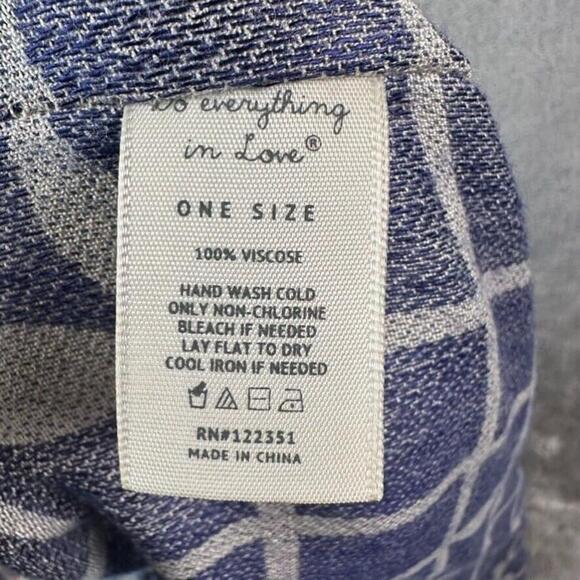 Do everything
in Love®
ONE SIZE
100% VISCOSE
HAND WASH COLD
ONLY NON-CHLORINE
BLEACH IF NEEDED
LAY FLAT TO DRY
COOL IRON IF NEEDED
RN#122351
MADE IN CHINA